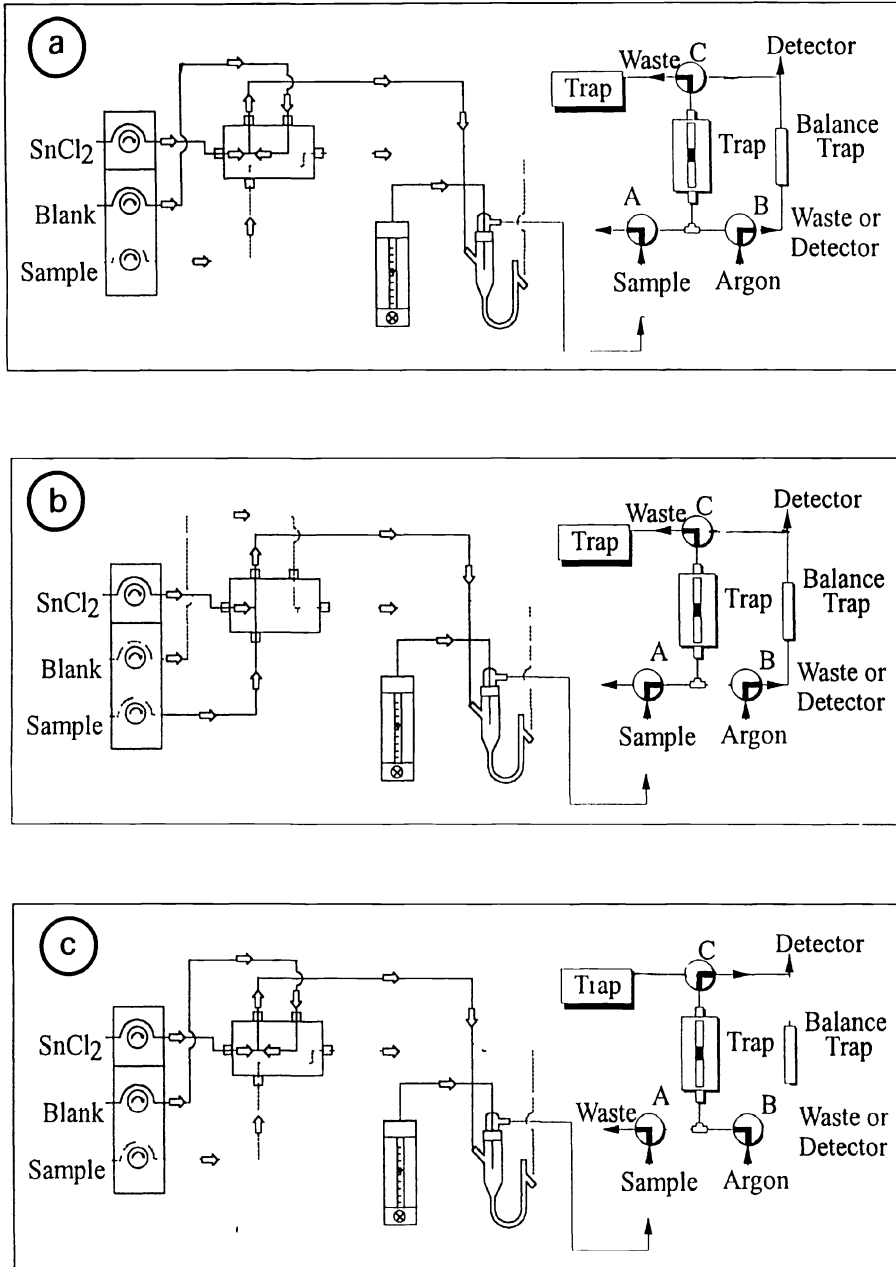 a
SnCl2
Blank
Sample
Trap
Waste
C
Detector
Trap
Balance
Trap
A
B
Waste or
Detector
Sample
Argon
b
SnCl2
Blank
Sample
Trap
Waste
C
Detector
Trap
Balance
Trap
A
B
Waste or
Detector
Sample
Argon
c
SnCl2
Blank
Sample
Trap
C
Detector
Trap
Balance
Trap
Waste
A
B
Waste or
Detector
Sample
Argon